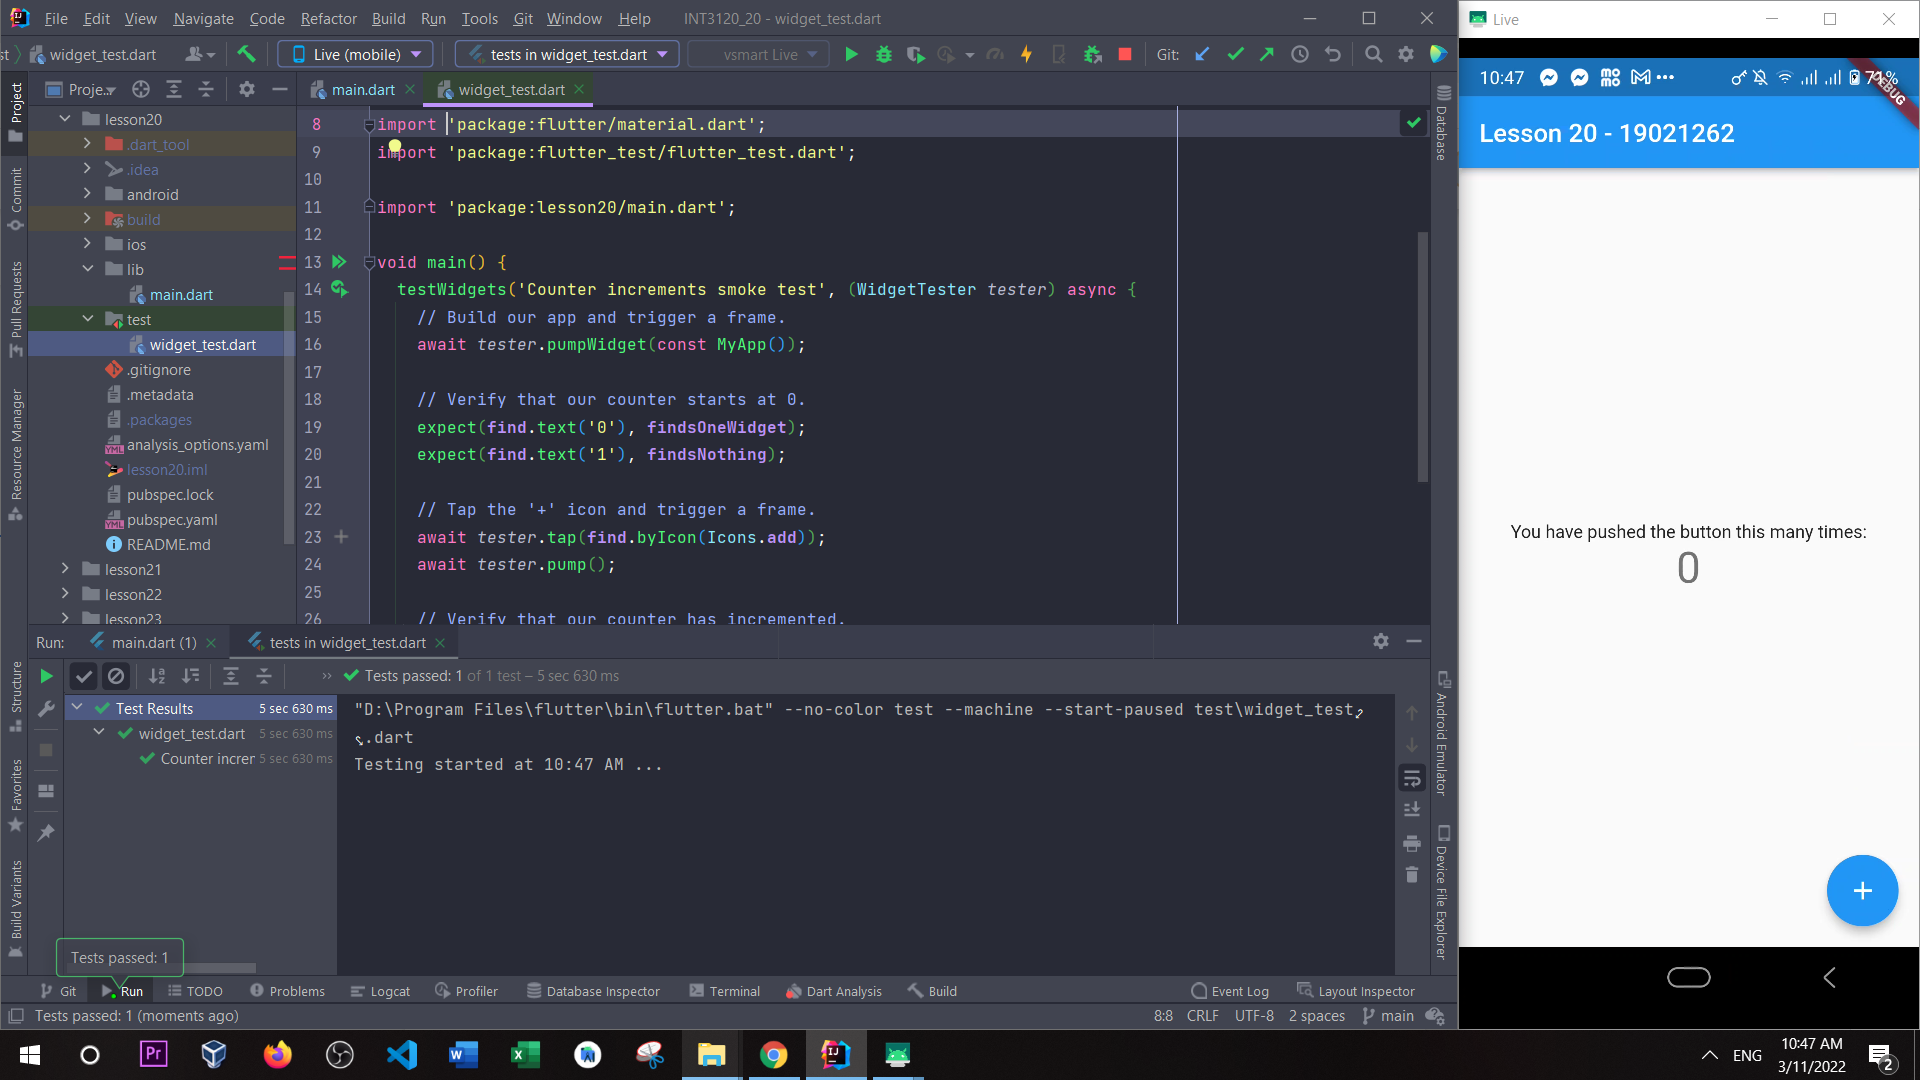 File Edit View Navigate Code Refactor Build Run Tools Git Window Help INT3120_20 - widget_test.dart
st widget_test.dart Live (mobile) tests in widget_test.dart vsmart Live Git:
Proje... main.dart widget_test.dart
Project
Commit
Pull Requests
Resource Manager
Structure
Favorites
Build Variants
lesson20
.dart_tool
.idea
android
build
ios
lib
main.dart
test
widget_test.dart
.gitignore
.metadata
.packages
analysis_options.yaml
lesson20.iml
pubspec.lock
pubspec.yaml
README.md
lesson21
lesson22
lesson23
8 import 'package:flutter/material.dart';
9 import 'package:flutter_test/flutter_test.dart';
10
11 import 'package:lesson20/main.dart';
12
13 void main() {
14 testWidgets('Counter increments smoke test', (WidgetTester tester) async {
15 // Build our app and trigger a frame.
16 await tester.pumpWidget(const MyApp());
17
18 // Verify that our counter starts at 0.
19 expect(find.text('0'), findsOneWidget);
20 expect(find.text('1'), findsNothing);
21
22 // Tap the '+' icon and trigger a frame.
23 await tester.tap(find.byIcon(Icons.add));
24 await tester.pump();
25
26 // Verify that our counter has incremented.
Database
Android Emulator
Device File Explorer
Run: main.dart (1) tests in widget_test.dart
Tests passed: 1 of 1 test – 5 sec 630 ms
Test Results 5 sec 630 ms
widget_test.dart 5 sec 630 ms
Counter increr 5 sec 630 ms
"D:\Program Files\flutter\bin\flutter.bat" --no-color test --machine --start-paused test\widget_test
.dart
Testing started at 10:47 AM ...
Tests passed: 1
Git Run TODO Problems Logcat Profiler Database Inspector Terminal Dart Analysis Build Event Log Layout Inspector
Tests passed: 1 (moments ago) 8:8 CRLF UTF-8 2 spaces main
Live
10:47 71%
DEBUG
Lesson 20 - 19021262
You have pushed the button this many times:
0
+
ENG
10:47 AM
3/11/2022
2